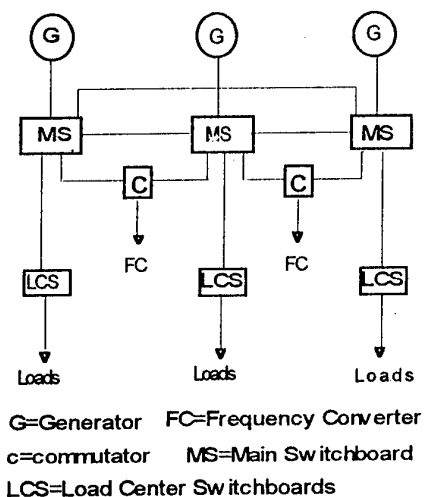 G G G
MS MS MS
C C
FC FC
LCS LCS LCS
Loads Loads Loads
G=Generator FC=Frequency Converter
c=commutator MS=Main Switchboard
LCS=Load Center Switchboards